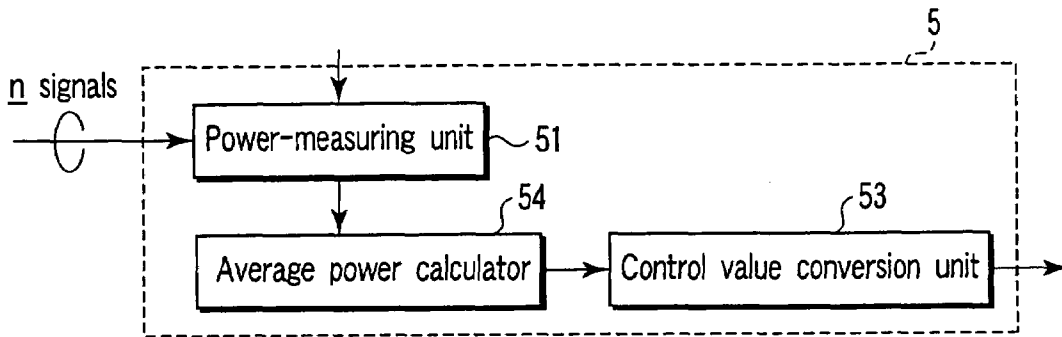 5
n signals
Power-measuring unit
51
54
53
Average power calculator
Control value conversion unit